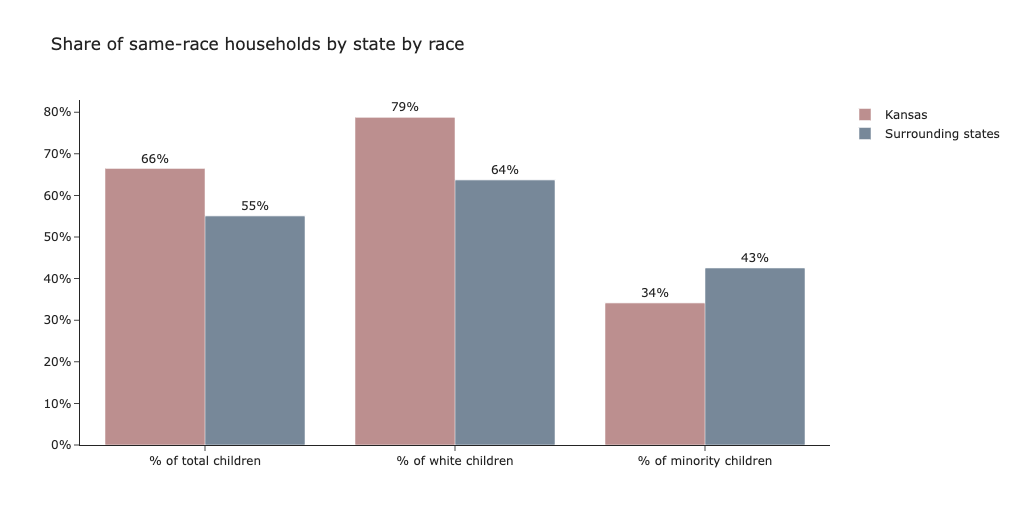 Share of same-race households by state by race
Kansas
Surrounding states
80%
70%
60%
50%
40%
30%
20%
10%
0%
66%
55%
79%
64%
34%
43%
% of total children
% of white children
% of minority children